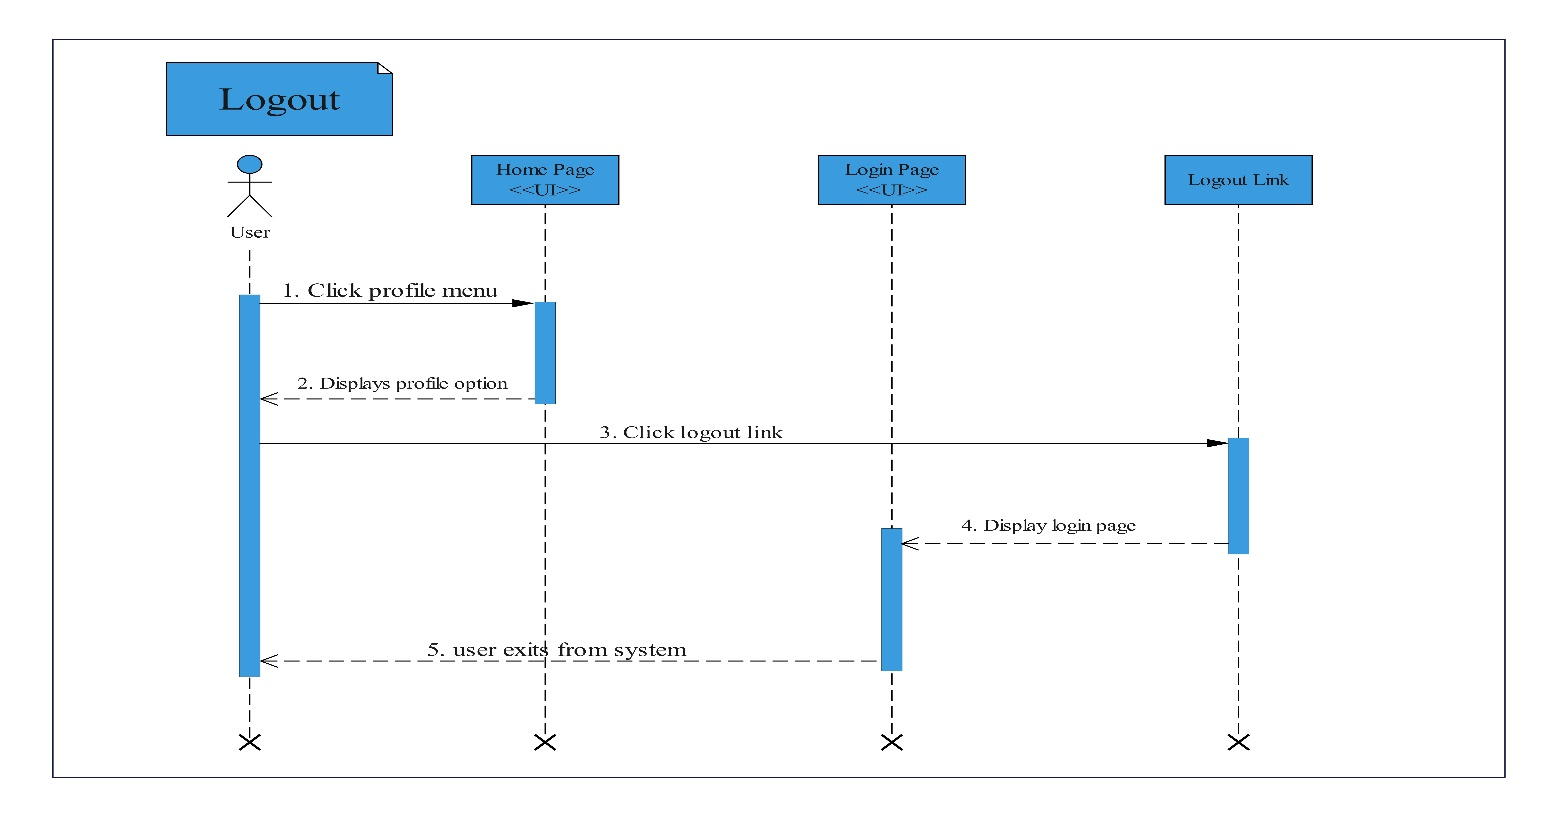 Logout
Home Page
<<UI>>
Login Page
<<UI>>
Logout Link
User
1. Click profile menu
2. Displays profile option
3. Click logout link
4. Display login page
5. user exits from system